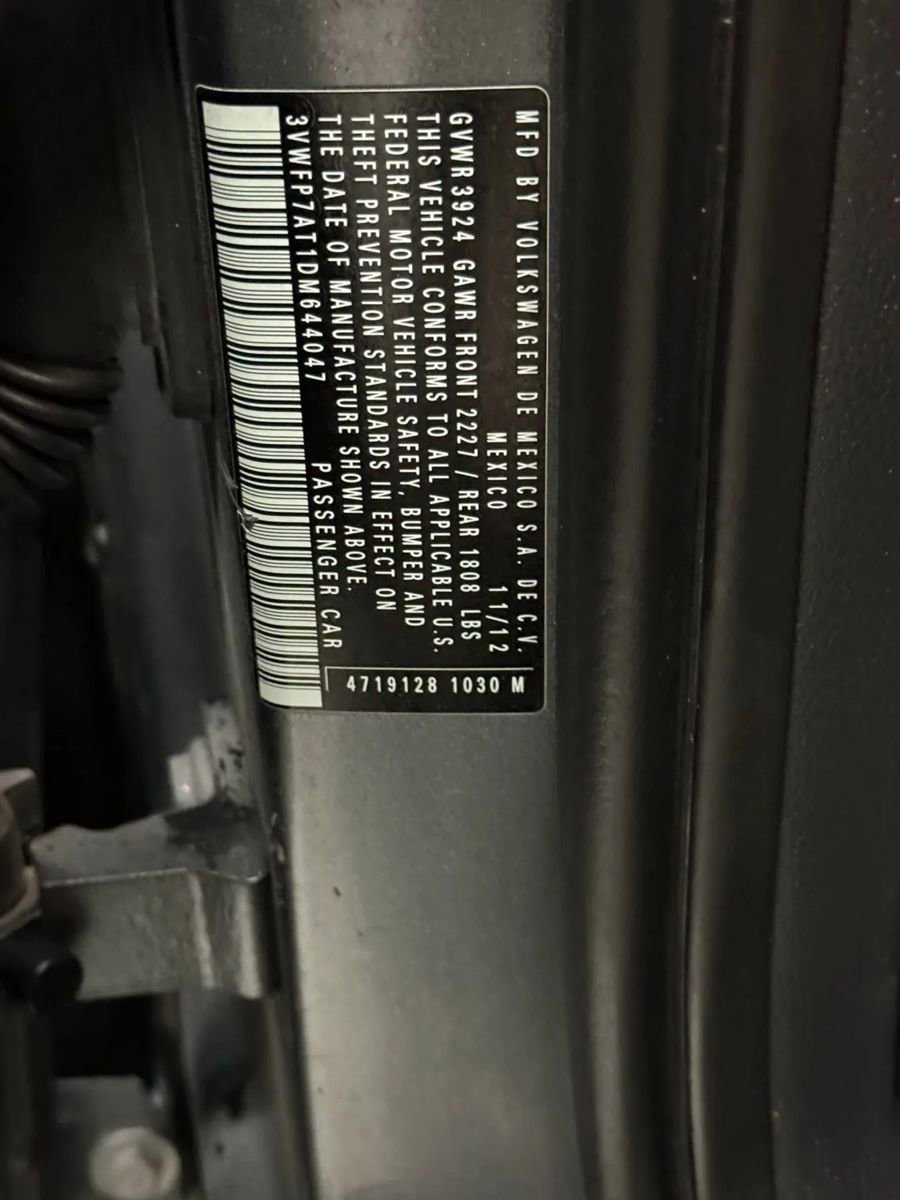 MFD BY VOLKSWAGEN DE MEXICO S.A. DE C.V.
MEXICO 11/12
GVWR3924 GAWR FRONT 2227 / REAR 1808 LBS
THIS VEHICLE CONFORMS TO ALL APPLICABLE U.S.
FEDERAL MOTOR VEHICLE SAFETY, BUMPER AND
THEFT PREVENTION STANDARDS IN EFFECT ON
THE DATE OF MANUFACTURE SHOWN ABOVE.
3VWFP7AT1DM644047 PASSENGER CAR
4719128 1030 M